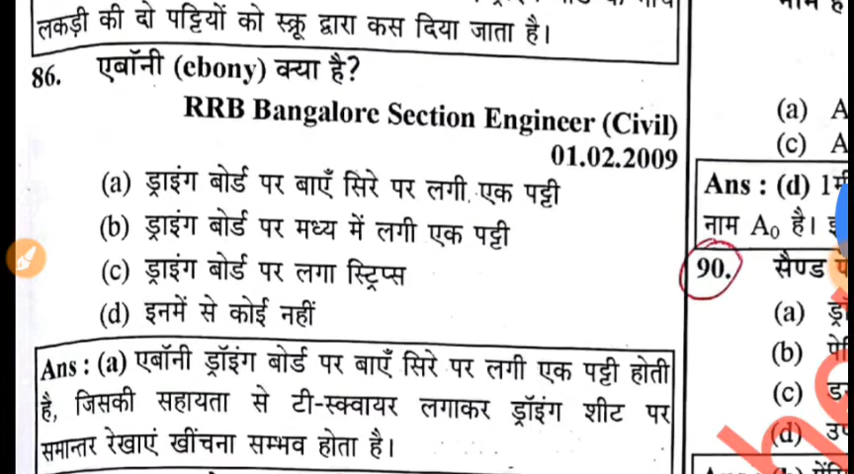 लकड़ी की दो पट्टियों को स्क्रू द्वारा कस दिया जाता है।
86. एबॉनी (ebony) क्या है?
RRB Bangalore Section Engineer (Civil)
01.02.2009
(a) ड्राइंग बोर्ड पर बाएँ सिरे पर लगी एक पट्टी
(b) ड्राइंग बोर्ड पर मध्य में लगी एक पट्टी
(c) ड्राइंग बोर्ड पर लगा स्ट्रिप्स
(d) इनमें से कोई नहीं
Ans : (a) एबॉनी ड्रॉइंग बोर्ड पर बाएँ सिरे पर लगी एक पट्टी होती
है, जिसकी सहायता से टी-स्क्वायर लगाकर ड्रॉइंग शीट पर
समान्तर रेखाएं खींचना सम्भव होता है।
(a) A
(c) A
Ans : (d) 1
नाम A₀ है।
90. सैण्ड
(a)
(b)
(c)
(d)